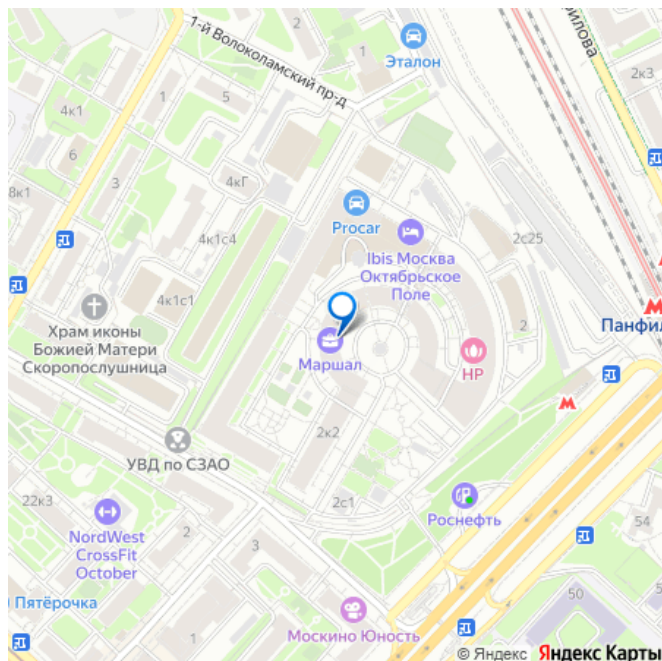 рилова
2
2к3
1
Эталон
1-й Волоколамский пр-д
1
5
4к1
6
3
4кГ
8к1
4к1с4
Procar
Ibis Москва
Октябрьское
Поле
2с25
4к1с1
Храм иконы
Божией Матери
Скоропослушница
2
М
Панфил
Маршал
НР
М
2к2
УВД по СЗАО
22к3
2с1
Роснефть
NordWest
CrossFit
October
2
3
54
Пятёрочка
50
Москино Юность
© Яндекс Яндекс Карты